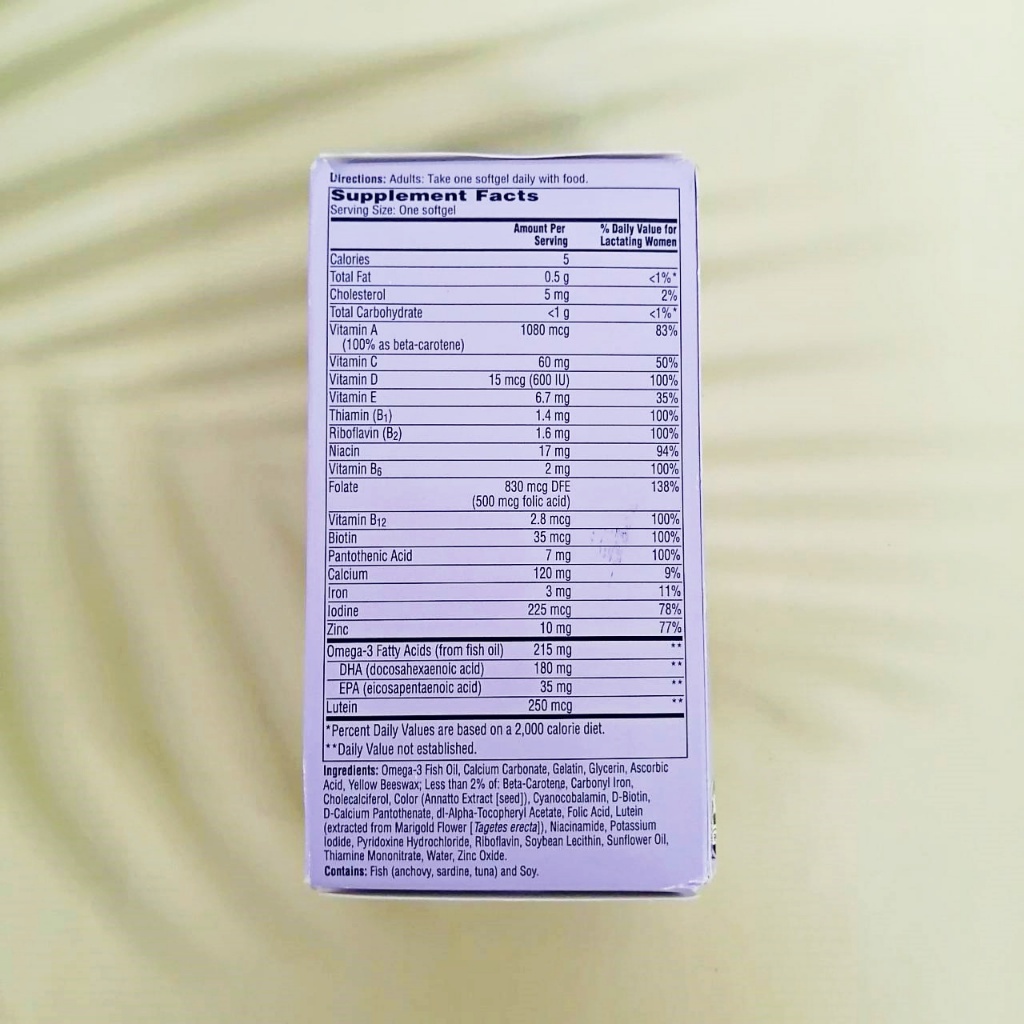 Directions: Adults: Take one softgel daily with food.
Supplement Facts
Serving Size: One softgel
Amount Per Serving % Daily Value for Lactating Women
Calories 5
Total Fat 0.5 g <1%*
Cholesterol 5 mg 2%
Total Carbohydrate <1 g <1%*
Vitamin A 1080 mcg 83%
(100% as beta-carotene)
Vitamin C 60 mg 50%
Vitamin D 15 mcg (600 IU) 100%
Vitamin E 6.7 mg 35%
Thiamin (B1) 1.4 mg 100%
Riboflavin (B2) 1.6 mg 100%
Niacin 17 mg 94%
Vitamin B6 2 mg 100%
Folate 830 mcg DFE 138%
(500 mcg folic acid)
Vitamin B12 2.8 mcg 100%
Biotin 35 mcg 100%
Pantothenic Acid 7 mg 100%
Calcium 120 mg 9%
Iron 3 mg 11%
Iodine 225 mcg 78%
Zinc 10 mg 77%
Omega-3 Fatty Acids (from fish oil) 215 mg **
DHA (docosahexaenoic acid) 180 mg **
EPA (eicosapentaenoic acid) 35 mg **
Lutein 250 mcg **
*Percent Daily Values are based on a 2,000 calorie diet.
**Daily Value not established.
Ingredients: Omega-3 Fish Oil, Calcium Carbonate, Gelatin, Glycerin, Ascorbic
Acid, Yellow Beeswax; Less than 2% of: Beta-Carotene, Carbonyl Iron,
Cholecalciferol, Color (Annatto Extract [seed]), Cyanocobalamin, D-Biotin,
D-Calcium Pantothenate, dl-Alpha-Tocopheryl Acetate, Folic Acid, Lutein
(extracted from Marigold Flower [Tagetes erecta]), Niacinamide, Potassium
Iodide, Pyridoxine Hydrochloride, Riboflavin, Soybean Lecithin, Sunflower Oil,
Thiamine Mononitrate, Water, Zinc Oxide.
Contains: Fish (anchovy, sardine, tuna) and Soy.